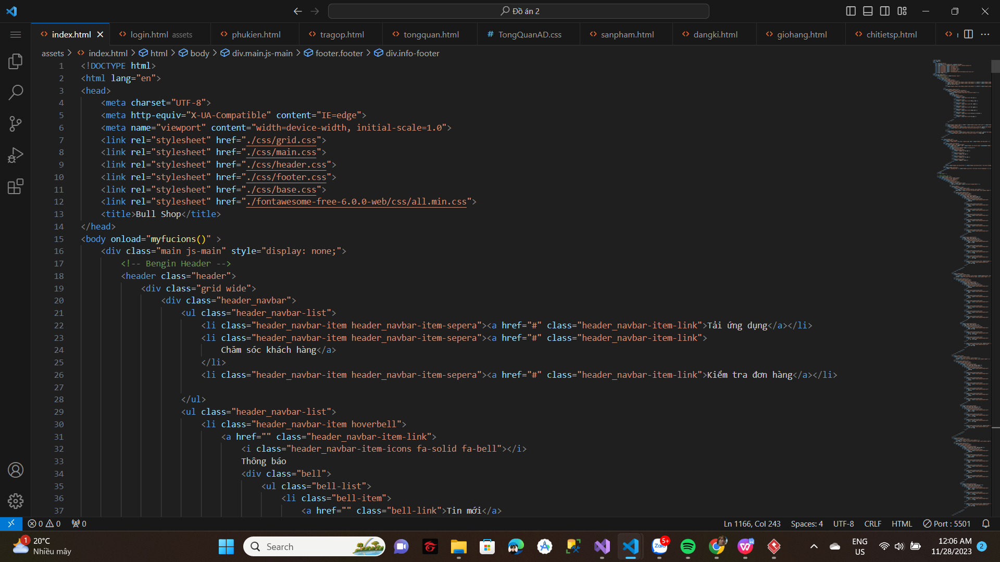 Đồ án 2
index.html
login.html assets
phukien.html
tragop.html
tongquan.html
# TongQuanAD.css
sanpham.html
dangki.html
giohang.html
chitietsp.html
assets > index.html > html > body > div.main.js-main > footer.footer > div.info-footer
1 <!DOCTYPE html>
2 <html lang="en">
3 <head>
4 <meta charset="UTF-8">
5 <meta http-equiv="X-UA-Compatible" content="IE=edge">
6 <meta name="viewport" content="width=device-width, initial-scale=1.0">
7 <link rel="stylesheet" href="./css/grid.css">
8 <link rel="stylesheet" href="./css/main.css">
9 <link rel="stylesheet" href="./css/header.css">
10 <link rel="stylesheet" href="./css/footer.css">
11 <link rel="stylesheet" href="./css/base.css">
12 <link rel="stylesheet" href="./fontawesome-free-6.0.0-web/css/all.min.css">
13 <title>Bull Shop</title>
14 </head>
15 <body onload="myfucions()" >
16 <div class="main js-main" style="display: none;">
17 <!-- Bengin Header -->
18 <header class="header">
19 <div class="grid wide">
20 <div class="header_navbar">
21 <ul class="header_navbar-list">
22 <li class="header_navbar-item header_navbar-item-sepera"><a href="#" class="header_navbar-item-link">Tải ứng dụng</a></li>
23 <li class="header_navbar-item header_navbar-item-sepera"><a href="#" class="header_navbar-item-link">
24 Chăm sóc khách hàng</a>
25 </li>
26 <li class="header_navbar-item header_navbar-item-sepera"><a href="#" class="header_navbar-item-link">Kiểm tra đơn hàng</a></li>
27
28 </ul>
29 <ul class="header_navbar-list">
30 <li class="header_navbar-item hoverbell">
31 <a href="" class="header_navbar-item-link">
32 <i class="header_navbar-item-icons fa-solid fa-bell"></i>
33 Thông báo
34 <div class="bell">
35 <ul class="bell-list">
36 <li class="bell-item">
37 <a href="" class="bell-link">Tin mới</a>
0 0 0 Ln 1166, Col 243 Spaces: 4 UTF-8 CRLF HTML Port : 5501
1 20°C
Nhiều mây
Search
Zalo 5+
ENG
US
12:06 AM
11/28/2023
2